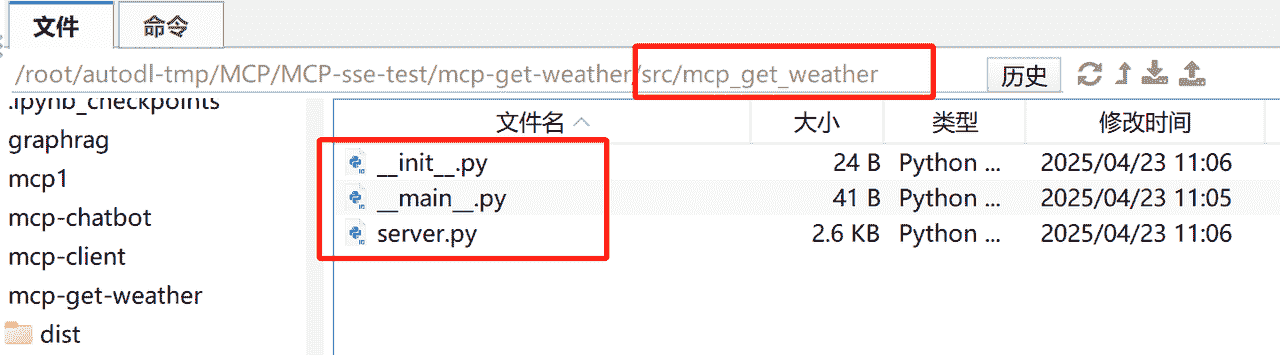 文件 命令
/root/autodl-tmp/MCP/MCP-sse-test/mcp-get-weather/src/mcp_get_weather 历史
.ipynb_checkpoints
graphrag
mcp1
mcp-chatbot
mcp-client
mcp-get-weather
dist
文件名 大小 类型 修改时间
__init__.py 24 B Python ... 2025/04/23 11:06
__main__.py 41 B Python ... 2025/04/23 11:05
server.py 2.6 KB Python ... 2025/04/23 11:06